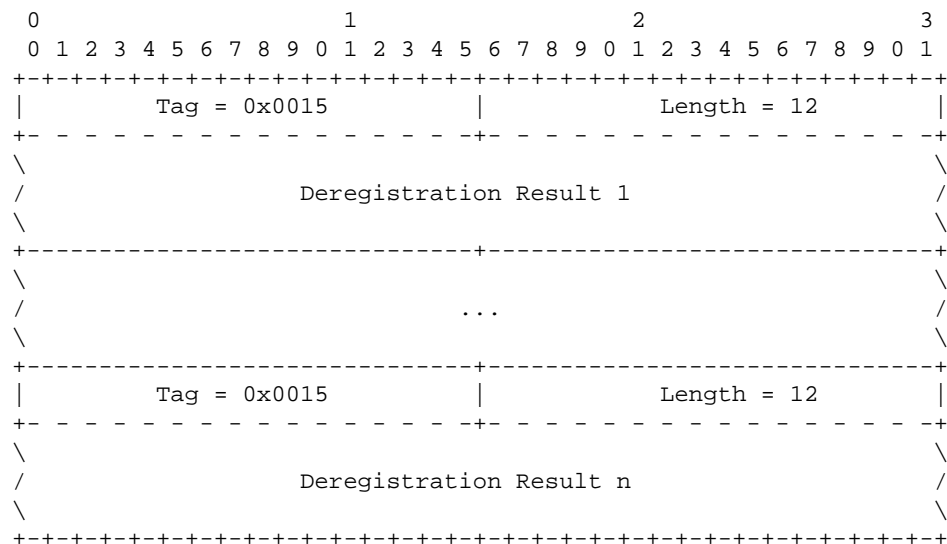 0                   1                   2                   3
 0 1 2 3 4 5 6 7 8 9 0 1 2 3 4 5 6 7 8 9 0 1 2 3 4 5 6 7 8 9 0 1
+-+-+-+-+-+-+-+-+-+-+-+-+-+-+-+-+-+-+-+-+-+-+-+-+-+-+-+-+-+-+-+-+
|         Tag = 0x0015          |            Length = 12        |
+- - - - - - - - - - - - - - - -+- - - - - - - - - - - - - - - -+
\                                                               \
/                   Deregistration Result 1                     /
\                                                               \
+-------------------------------+-------------------------------+
\                                                               \
/                              ...                              /
\                                                               \
+-------------------------------+-------------------------------+
|         Tag = 0x0015          |            Length = 12        |
+- - - - - - - - - - - - - - - -+- - - - - - - - - - - - - - - -+
\                                                               \
/                   Deregistration Result n                     /
\                                                               \
+-+-+-+-+-+-+-+-+-+-+-+-+-+-+-+-+-+-+-+-+-+-+-+-+-+-+-+-+-+-+-+-+